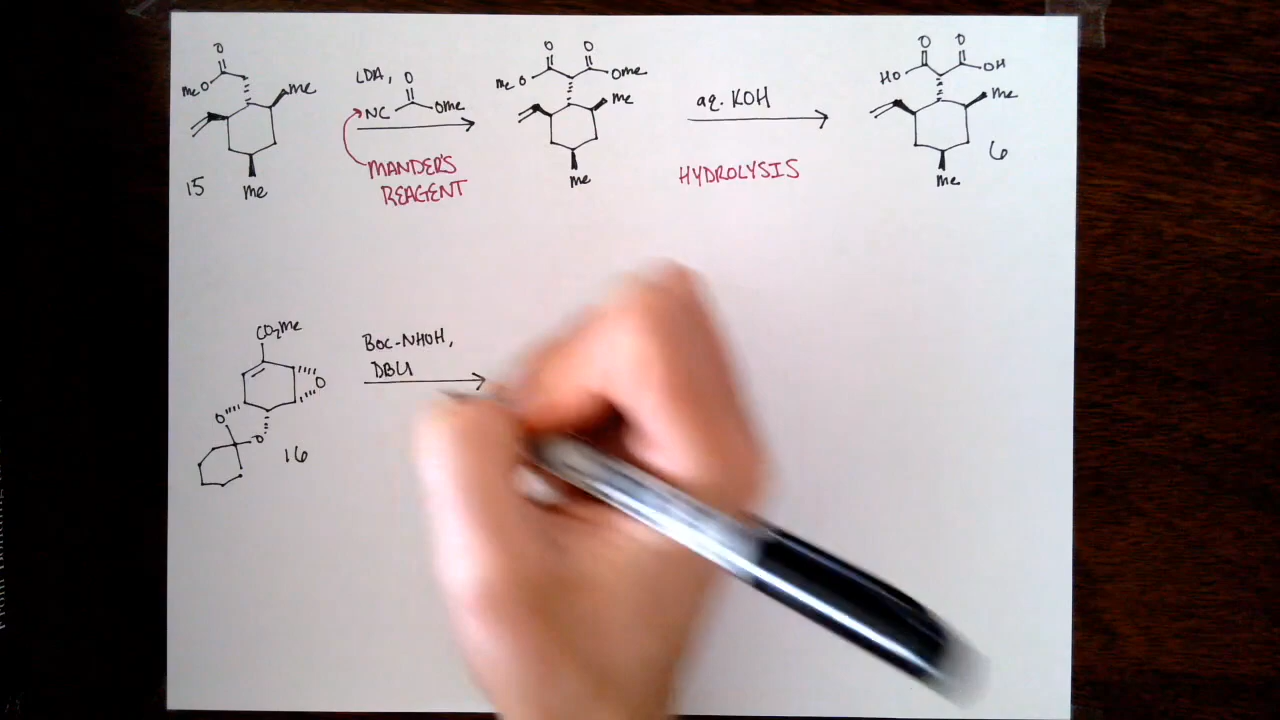 O
MeO
Me
15
Me
LDA,
O
NC
OMe
MANDER'S
REAGENT
O O
MeO
OMe
Me
Me
aq. KOH
HYDROLYSIS
O O
HO
OH
Me
6
Me
CO2Me
O
O
O
16
Boc-NHOH,
DBU